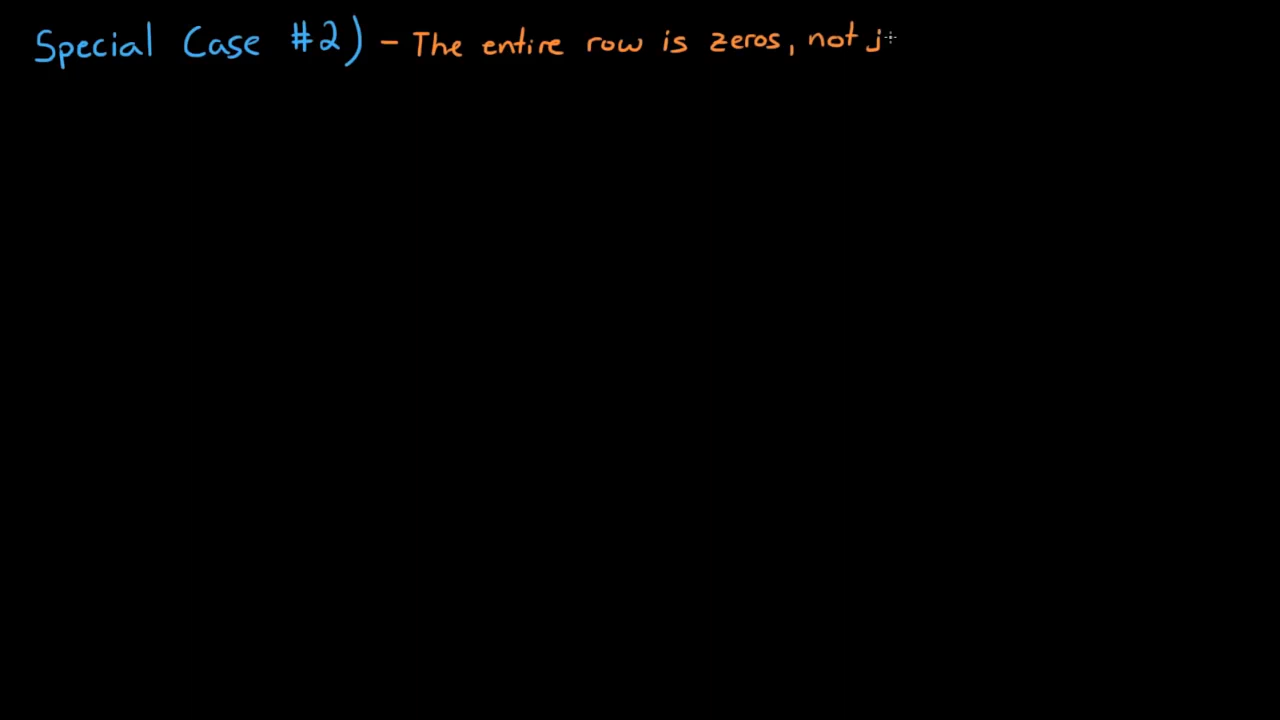 Special Case #2) - The entire row is zeros, not j